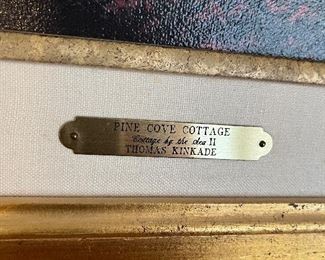 PINE COVE COTTAGE
Cottage by the Sea II
THOMAS KINKADE